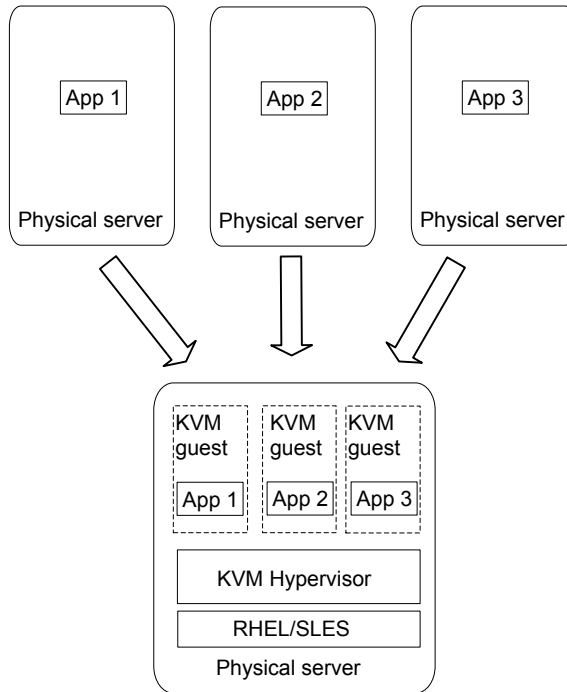 App 1
App 2
App 3
Physical server
Physical server
Physical server
KVM
guest
KVM
guest
KVM
guest
App 1
App 2
App 3
KVM Hypervisor
RHEL/SLES
Physical server